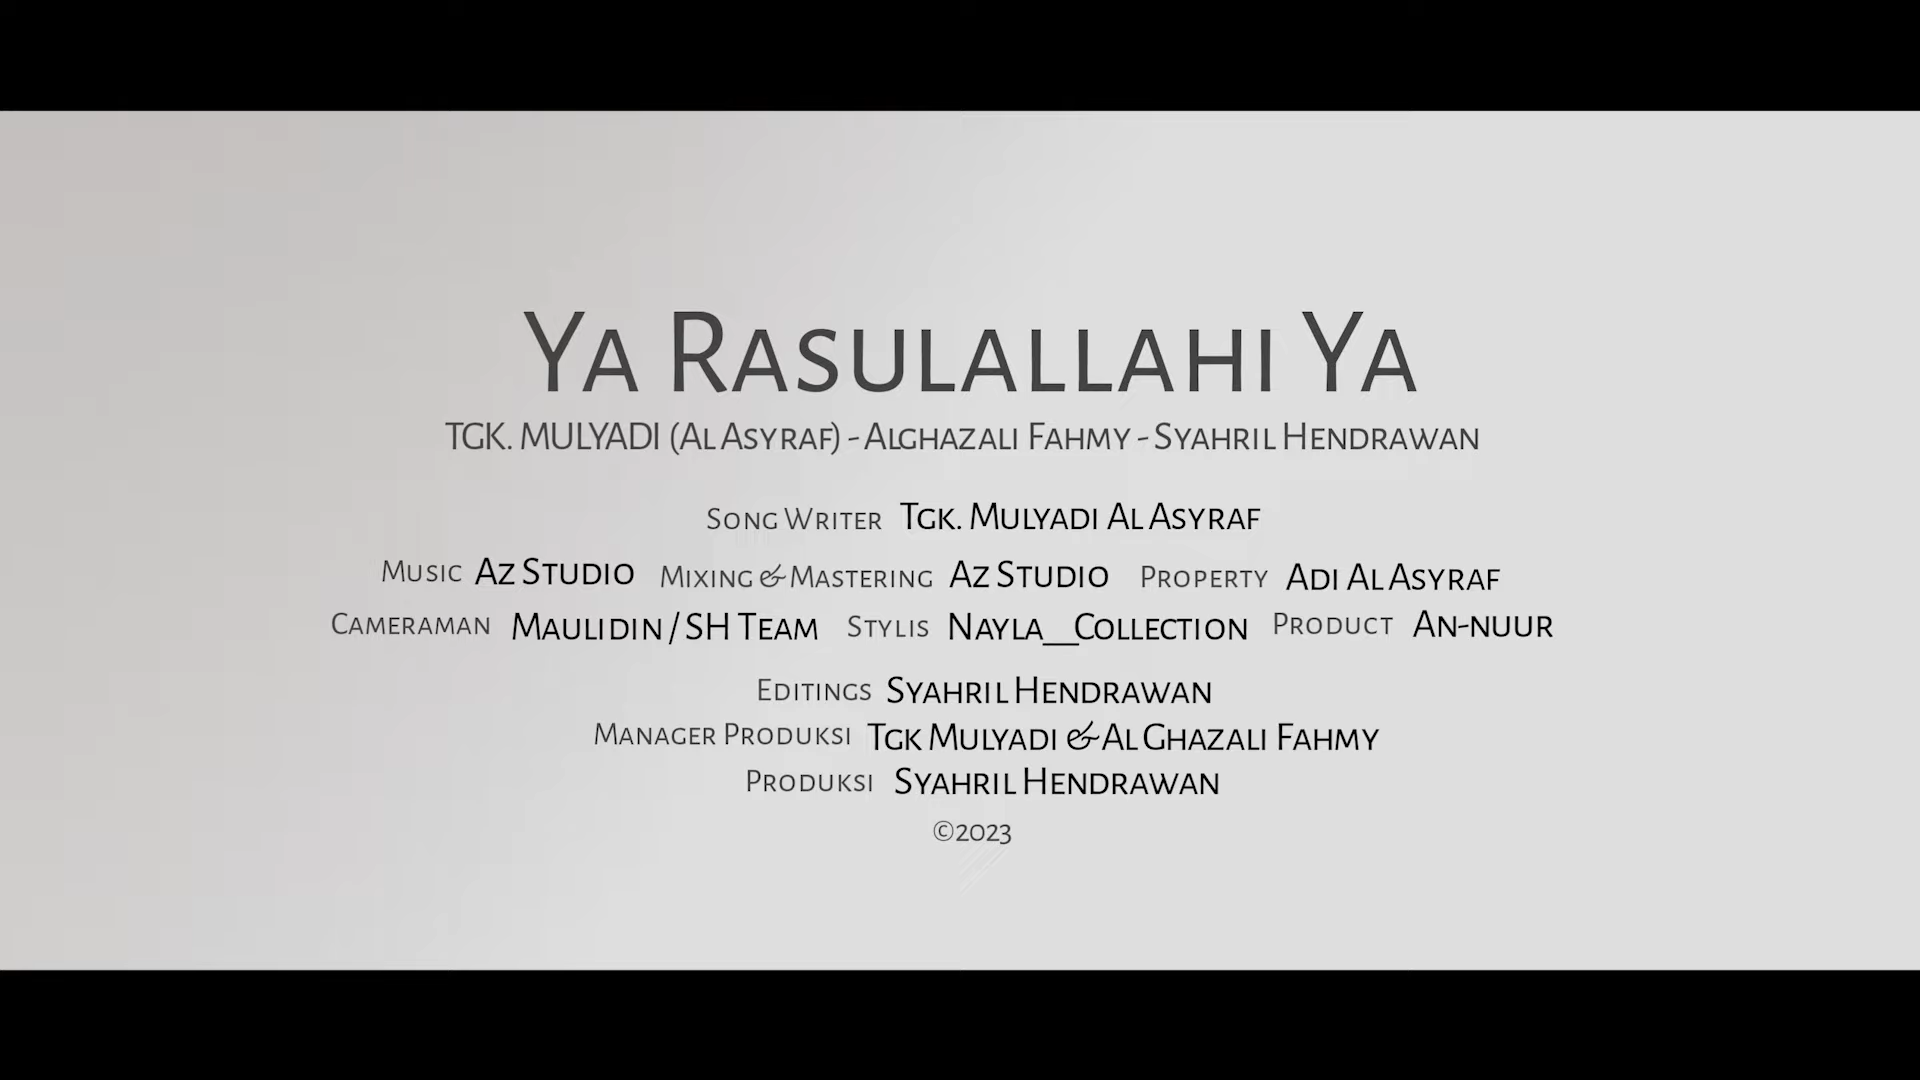 Ya Rasulallahi Ya
TGK. MULYADI (Al Asyraf) - Alghazali Fahmy - Syahril Hendrawan
Song Writer Tgk. Mulyadi Al Asyraf
Music Az Studio Mixing & Mastering Az Studio Property Adi Al Asyraf
Cameraman Maulidin / SH Team Stylis Nayla__Collection Product An-nuur
Editings Syahril Hendrawan
Manager Produksi Tgk Mulyadi & Al Ghazali Fahmy
Produksi Syahril Hendrawan
©2023